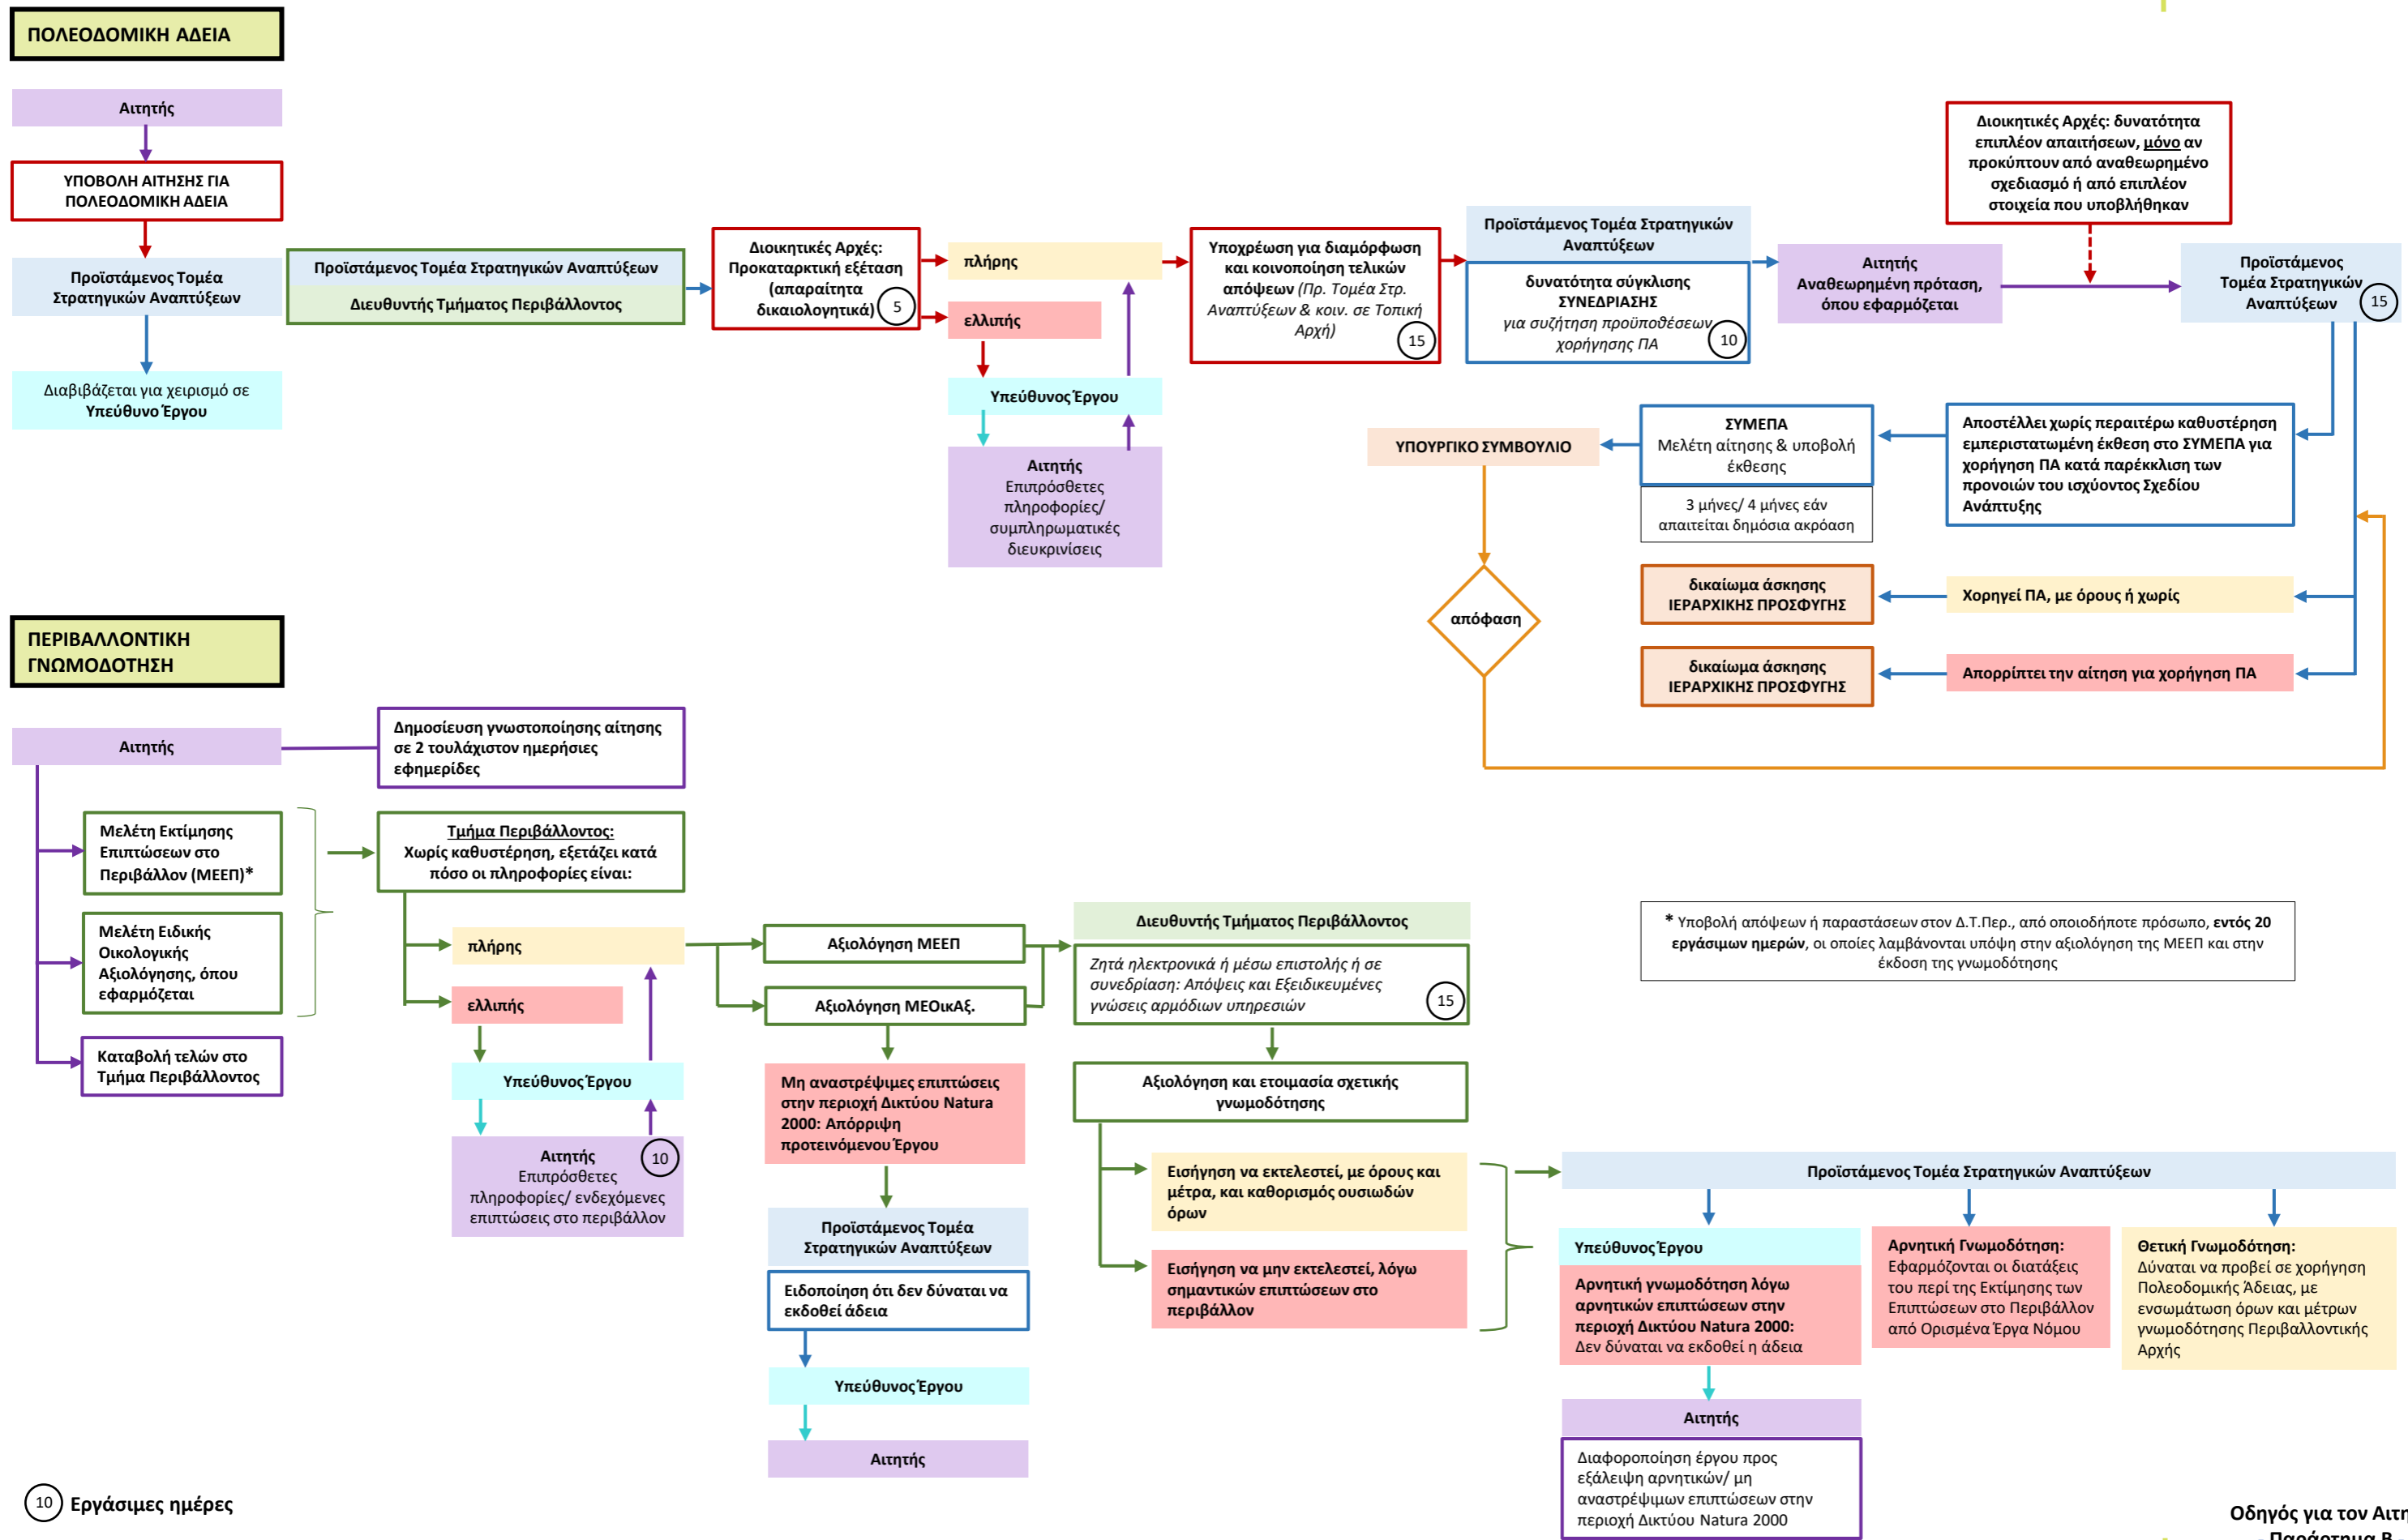 ΠΟΛΕΟΔΟΜΙΚΗ ΑΔΕΙΑ
Αιτητής
ΥΠΟΒΟΛΗ ΑΙΤΗΣΗΣ ΓΙΑ
ΠΟΛΕΟΔΟΜΙΚΗ ΑΔΕΙΑ
Προϊστάμενος Τομέα
Στρατηγικών Αναπτύξεων
Διαβιβάζεται για χειρισμό σε
Υπεύθυνο Έργου
Προϊστάμενος Τομέα Στρατηγικών Αναπτύξεων
Διευθυντής Τμήματος Περιβάλλοντος
Διοικητικές Αρχές:
Προκαταρκτική εξέταση
(απαραίτητα
δικαιολογητικά)
5
πλήρης
ελλιπής
Υπεύθυνος Έργου
Αιτητής
Επιπρόσθετες
πληροφορίες/
συμπληρωματικές
διευκρινίσεις
Υποχρέωση για διαμόρφωση
και κοινοποίηση τελικών
απόψεων (Πρ. Τομέα Στρ.
Αναπτύξεων & κοιν. σε Τοπική
Αρχή)
15
Προϊστάμενος Τομέα Στρατηγικών
Αναπτύξεων
δυνατότητα σύγκλισης
ΣΥΝΕΔΡΙΑΣΗΣ
για συζήτηση προϋποθέσεων
χορήγησης ΠΑ
10
Αιτητής
Αναθεωρημένη πρόταση,
όπου εφαρμόζεται
Διοικητικές Αρχές: δυνατότητα
επιπλέον απαιτήσεων, μόνο αν
προκύπτουν από αναθεωρημένο
σχεδιασμό ή από επιπλέον
στοιχεία που υποβλήθηκαν
Προϊστάμενος
Τομέα Στρατηγικών
Αναπτύξεων
15
Αποστέλλει χωρίς περαιτέρω καθυστέρηση
εμπεριστατωμένη έκθεση στο ΣΥΜΕΠΑ για
χορήγηση ΠΑ κατά παρέκκλιση των
προνοιών του ισχύοντος Σχεδίου
Ανάπτυξης
ΣΥΜΕΠΑ
Μελέτη αίτησης & υποβολή
έκθεσης
3 μήνες/ 4 μήνες εάν
απαιτείται δημόσια ακρόαση
ΥΠΟΥΡΓΙΚΟ ΣΥΜΒΟΥΛΙΟ
απόφαση
Χορηγεί ΠΑ, με όρους ή χωρίς
δικαίωμα άσκησης
ΙΕΡΑΡΧΙΚΗΣ ΠΡΟΣΦΥΓΗΣ
Απορρίπτει την αίτηση για χορήγηση ΠΑ
δικαίωμα άσκησης
ΙΕΡΑΡΧΙΚΗΣ ΠΡΟΣΦΥΓΗΣ
ΠΕΡΙΒΑΛΛΟΝΤΙΚΗ
ΓΝΩΜΟΔΟΤΗΣΗ
Αιτητής
Δημοσίευση γνωστοποίησης αίτησης
σε 2 τουλάχιστον ημερήσιες
εφημερίδες
Μελέτη Εκτίμησης
Επιπτώσεων στο
Περιβάλλον (ΜΕΕΠ)*
Μελέτη Ειδικής
Οικολογικής
Αξιολόγησης, όπου
εφαρμόζεται
Καταβολή τελών στο
Τμήμα Περιβάλλοντος
Τμήμα Περιβάλλοντος:
Χωρίς καθυστέρηση, εξετάζει κατά
πόσο οι πληροφορίες είναι:
πλήρης
ελλιπής
Υπεύθυνος Έργου
Αιτητής
10
Επιπρόσθετες
πληροφορίες/ ενδεχόμενες
επιπτώσεις στο περιβάλλον
Αξιολόγηση ΜΕΕΠ
Αξιολόγηση ΜΕΟικΑξ.
Μη αναστρέψιμες επιπτώσεις
στην περιοχή Δικτύου Natura
2000: Απόρριψη
προτεινόμενου Έργου
Προϊστάμενος Τομέα
Στρατηγικών Αναπτύξεων
Ειδοποίηση ότι δεν δύναται να
εκδοθεί άδεια
Υπεύθυνος Έργου
Αιτητής
Διευθυντής Τμήματος Περιβάλλοντος
Ζητά ηλεκτρονικά ή μέσω επιστολής ή σε
συνεδρίαση: Απόψεις και Εξειδικευμένες
γνώσεις αρμόδιων υπηρεσιών
15
Αξιολόγηση και ετοιμασία σχετικής
γνωμοδότησης
Εισήγηση να εκτελεστεί, με όρους και
μέτρα, και καθορισμός ουσιωδών
όρων
Εισήγηση να μην εκτελεστεί, λόγω
σημαντικών επιπτώσεων στο
περιβάλλον
* Υποβολή απόψεων ή παραστάσεων στον Δ.Τ.Περ., από οποιοδήποτε πρόσωπο, εντός 20
εργάσιμων ημερών, οι οποίες λαμβάνονται υπόψη στην αξιολόγηση της ΜΕΕΠ και στην
έκδοση της γνωμοδότησης
Προϊστάμενος Τομέα Στρατηγικών Αναπτύξεων
Υπεύθυνος Έργου
Αρνητική γνωμοδότηση λόγω
αρνητικών επιπτώσεων στην
περιοχή Δικτύου Natura 2000:
Δεν δύναται να εκδοθεί η άδεια
Αιτητής
Διαφοροποίηση έργου προς
εξάλειψη αρνητικών/ μη
αναστρέψιμων επιπτώσεων στην
περιοχή Δικτύου Natura 2000
Αρνητική Γνωμοδότηση:
Εφαρμόζονται οι διατάξεις
του περί της Εκτίμησης των
Επιπτώσεων στο Περιβάλλον
από Ορισμένα Έργα Νόμου
Θετική Γνωμοδότηση:
Δύναται να προβεί σε χορήγηση
Πολεοδομικής Άδειας, με
ενσωμάτωση όρων και μέτρων
γνωμοδότησης Περιβαλλοντικής
Αρχής
10 Εργάσιμες ημέρες
Οδηγός για τον
Παράρτημα Β